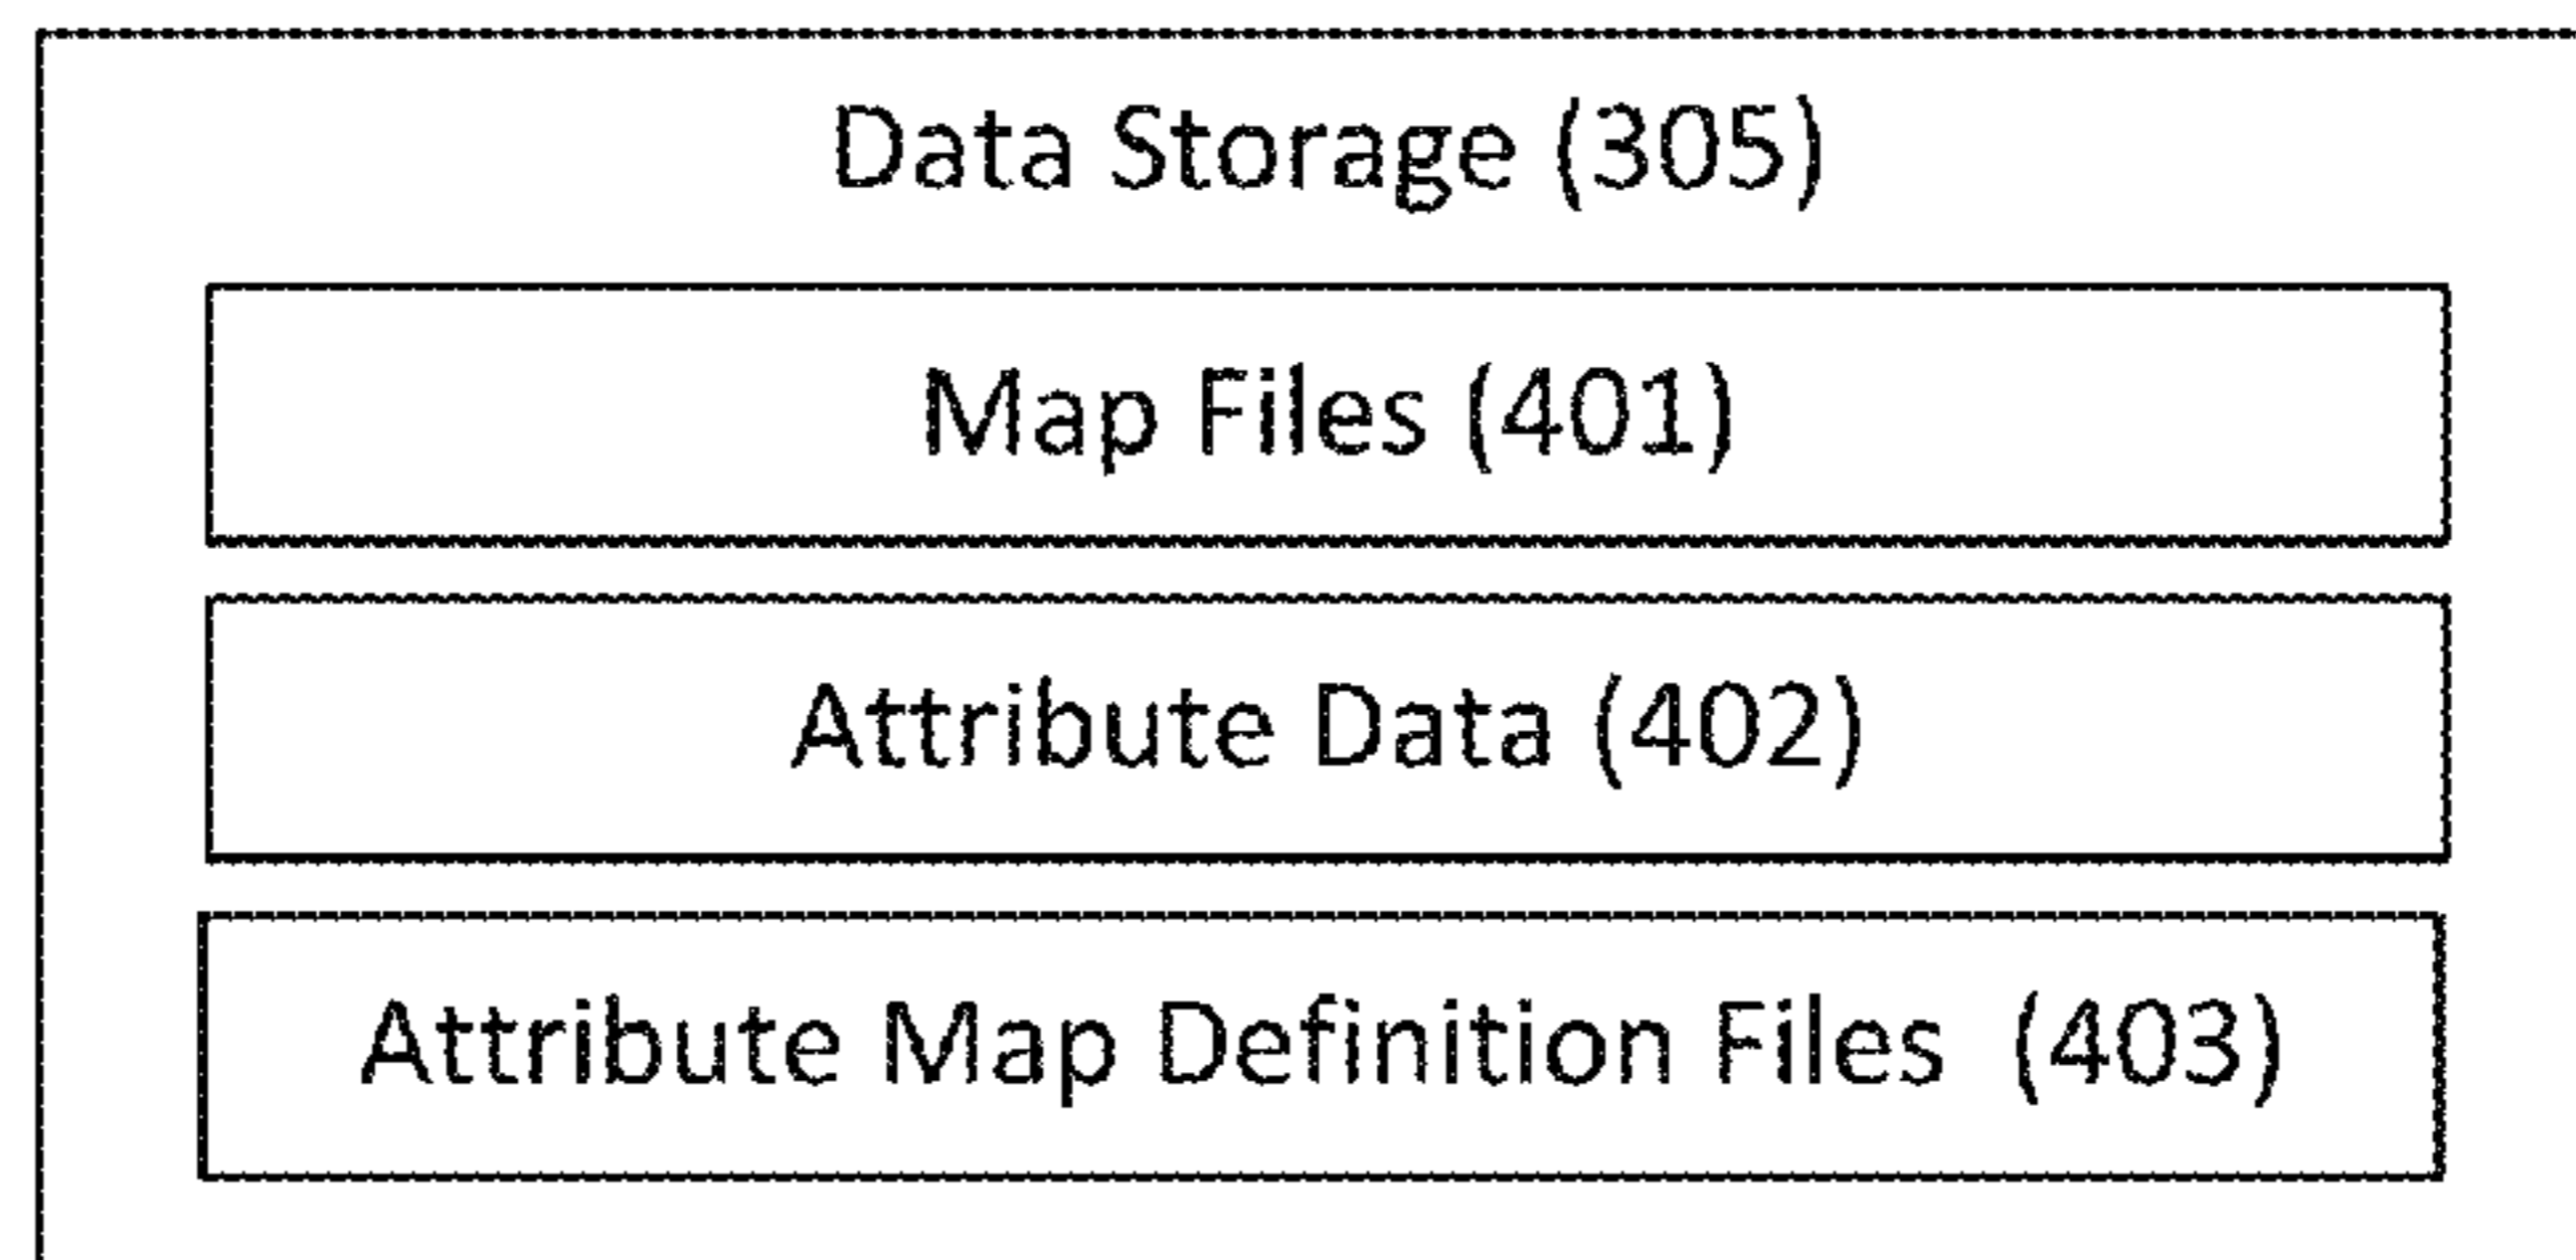 Data Storage (305)
Map Files (401)
Attribute Data (402)
Attribute Map Definition Files (403)